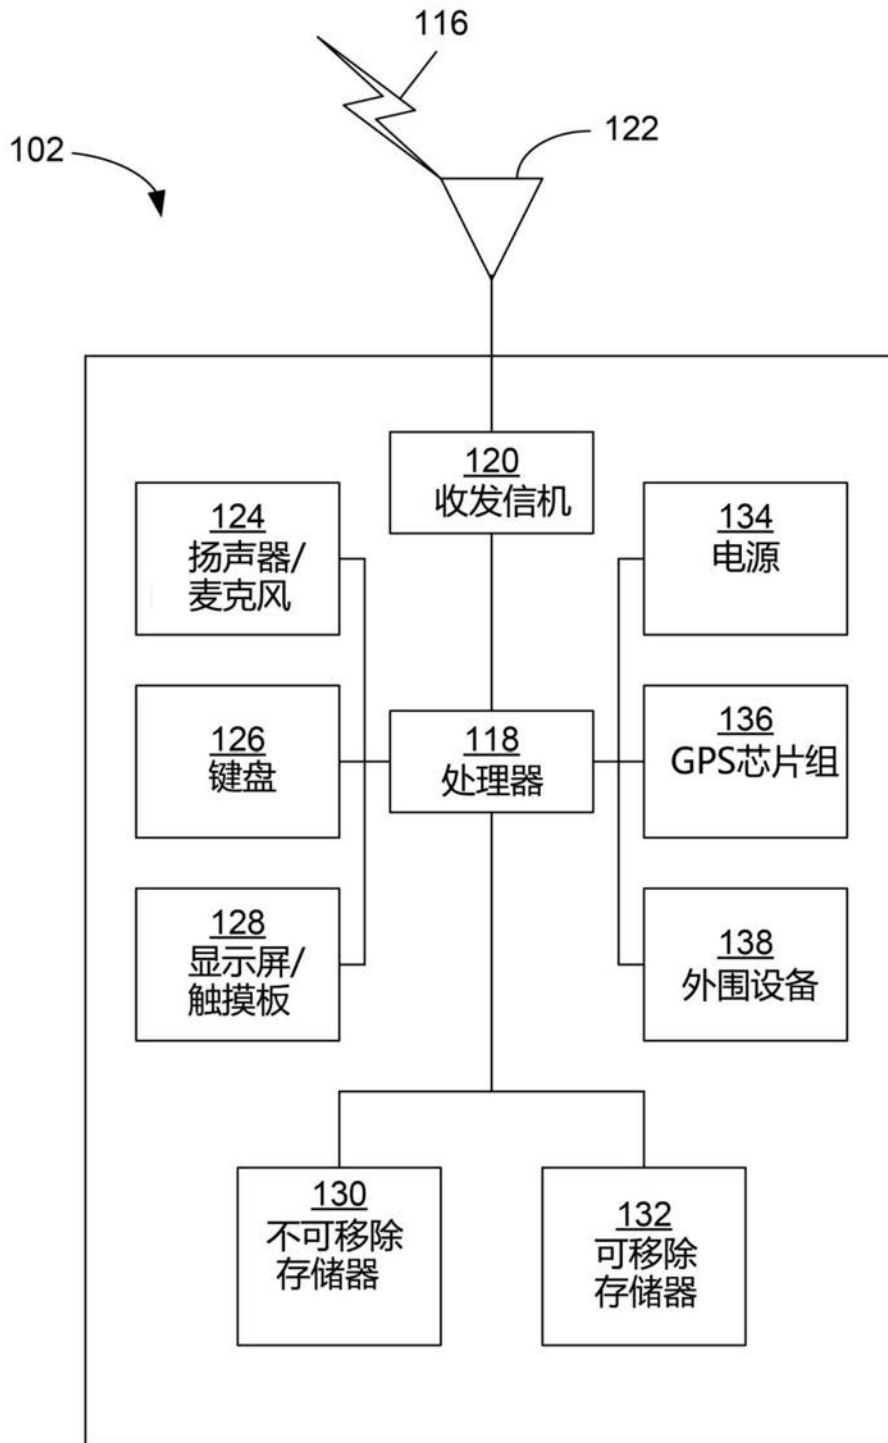 116
122
102
120
收发信机
124
扬声器/
麦克风
134
电源
126
键盘
118
处理器
136
GPS芯片组
128
显示屏/
触摸板
138
外围设备
130
不可移除
存储器
132
可移除
存储器